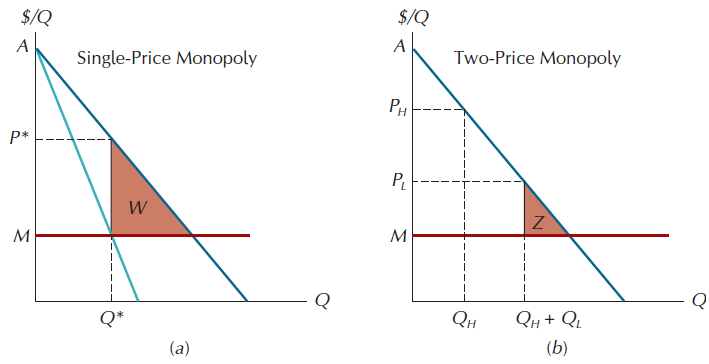 $/Q
A
Single-Price Monopoly
P*
W
M
Q
Q*
(a)
$/Q
A
Two-Price Monopoly
P_H
P_L
Z
M
Q
Q_H
Q_H + Q_L
(b)